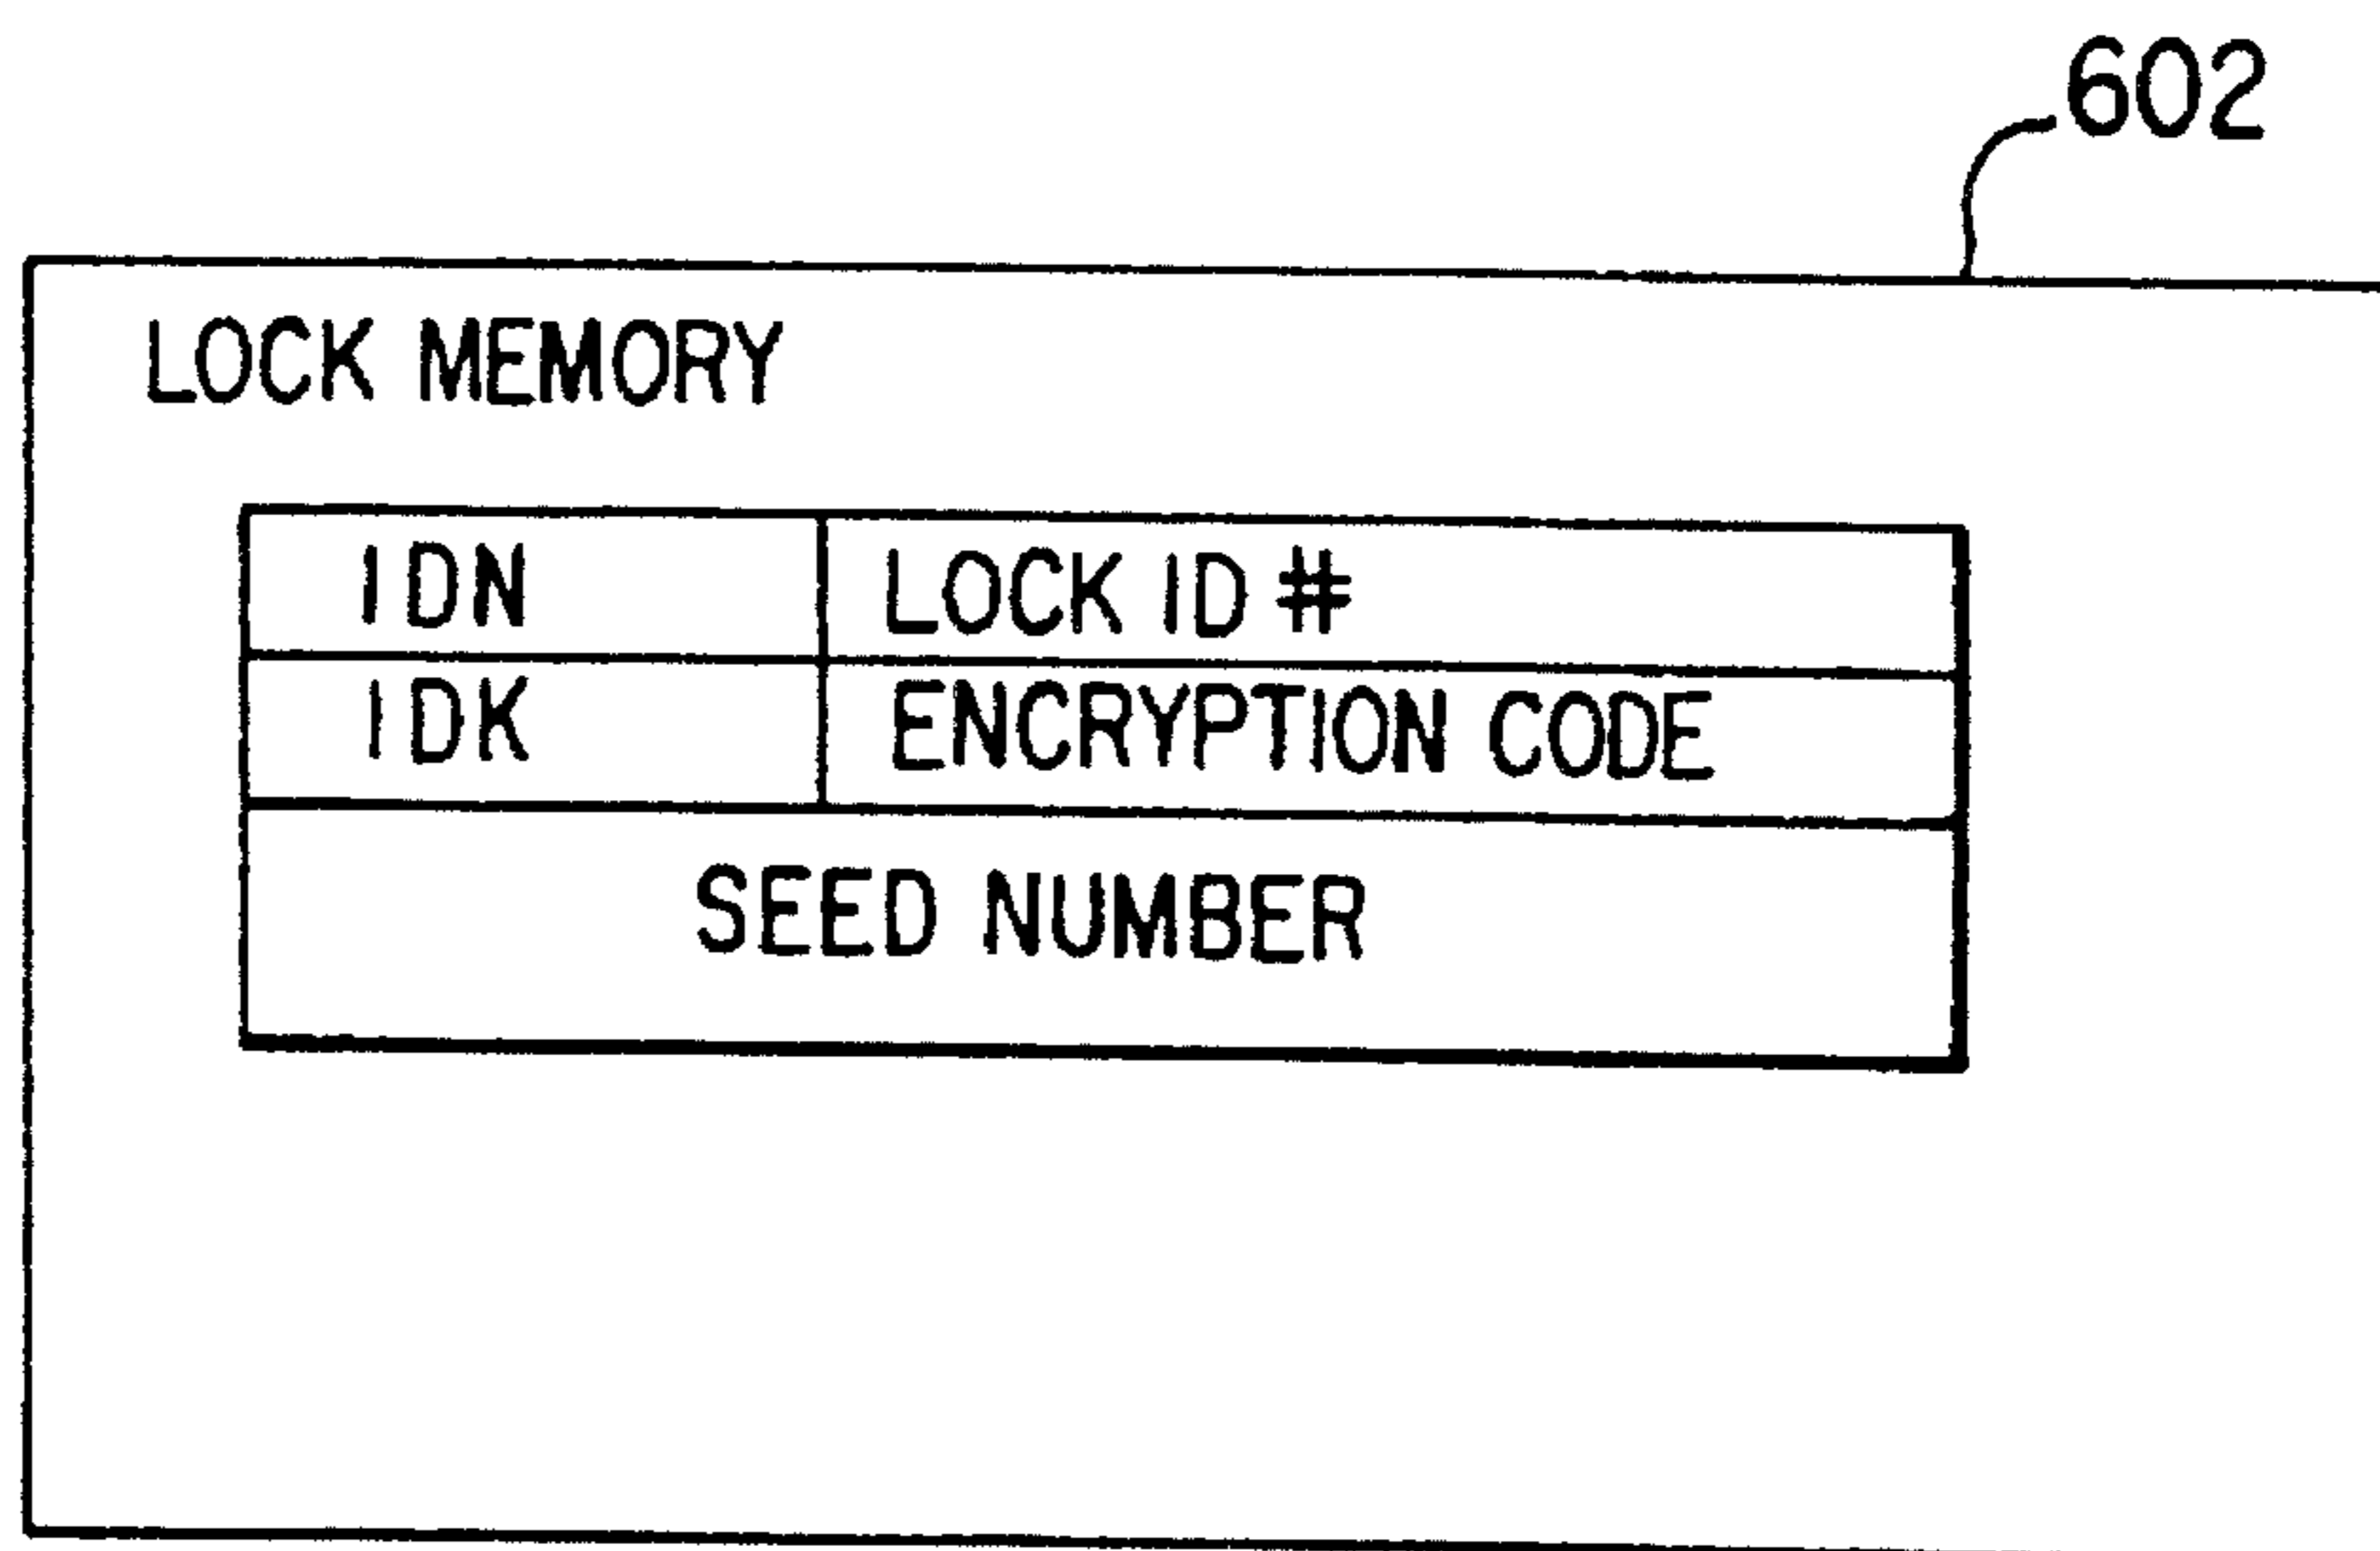 602
LOCK MEMORY
IDN LOCK ID #
IDK ENCRYPTION CODE
SEED NUMBER